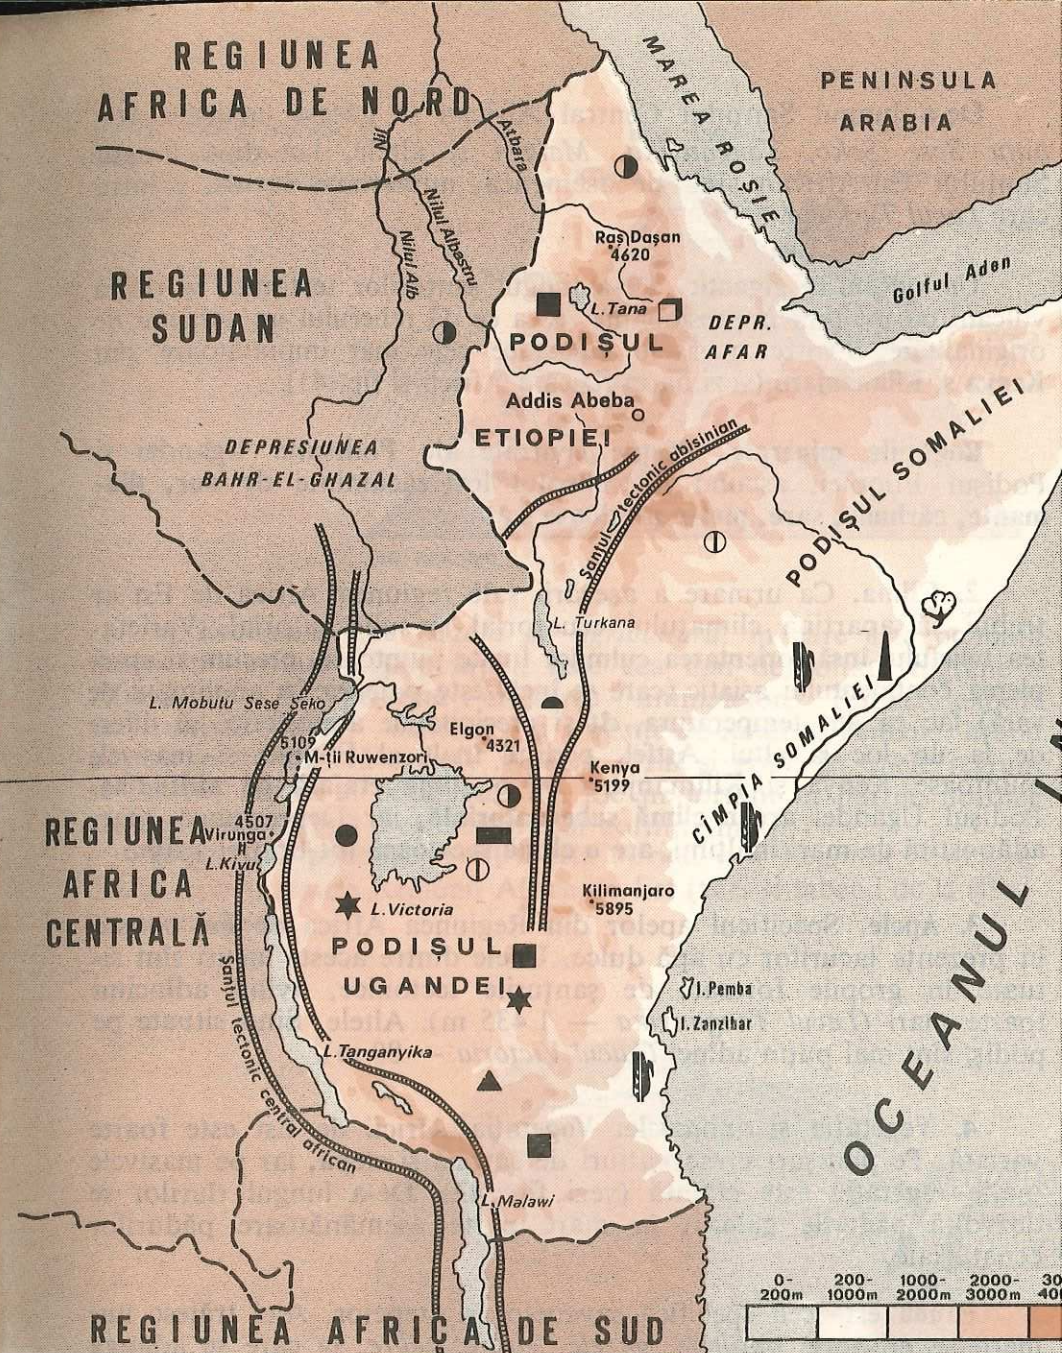 REGIUNEA
AFRICA DE NORD
MAREA ROȘIE
PENINSULA
ARABIA
Nil
Atbara
Nilul Albastru
Nilul Alb
REGIUNEA
SUDAN
Raș Dașan
4620
L. Tana
Golful Aden
PODIȘUL
DEPR.
AFAR
Addis Abeba
ETIOPIEI
DEPRESIUNEA
BAHR-EL-GHAZAL
Șanțul tectonic abisinian
PODIȘUL SOMALIEI
L. Turkana
L. Mobutu Sese Seko
Elgon
4321
5109
M-ții Ruwenzori
Kenya
5199
CÎMPIA SOMALIEI
REGIUNEA
AFRICA
CENTRALĂ
4507
Virunga
L. Kivu
Kilimanjaro
5895
L. Victoria
PODIȘUL
UGANDEI
I. Pemba
I. Zanzibar
OCEANUL
IN
L. Tanganyika
Șanțul tectonic central african
L. Malawi
0-
200m
200-
1000m
1000-
2000m
2000-
3000m
REGIUNEA AFRICA DE SUD